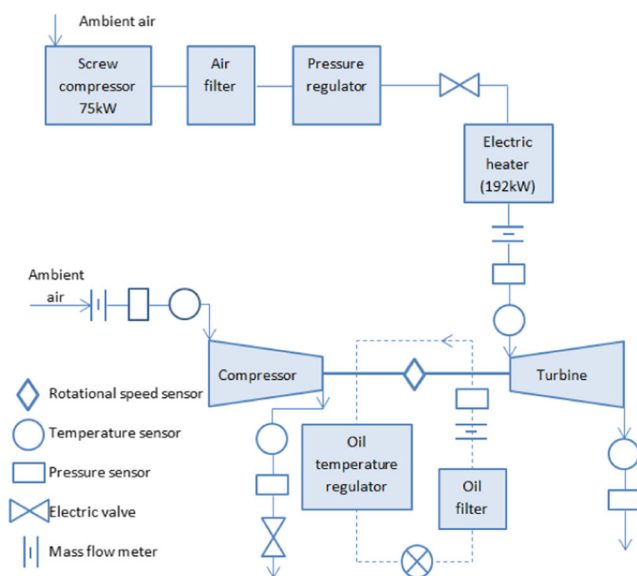 Ambient air
Screw
compressor
75kW
Air
filter
Pressure
regulator
Electric
heater
(192kW)
Ambient
air
Compressor
Turbine
Rotational speed sensor
Temperature sensor
Pressure sensor
Electric valve
Mass flow meter
Oil
temperature
regulator
Oil
filter